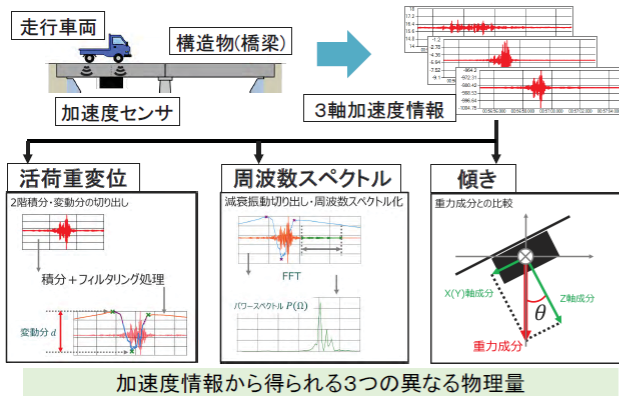 走行車両
構造物(橋梁)
加速度センサ
3軸加速度情報
活荷重変位
2階積分・変動分の切り出し
積分+フィルタリング処理
変動分 d
周波数スペクトル
減衰振動切り出し・周波数スペクトル化
FFT
パワースペクトル P(Ω)
傾き
重力成分との比較
X(Y)軸成分
Z軸成分
θ
重力成分
加速度情報から得られる3つの異なる物理量